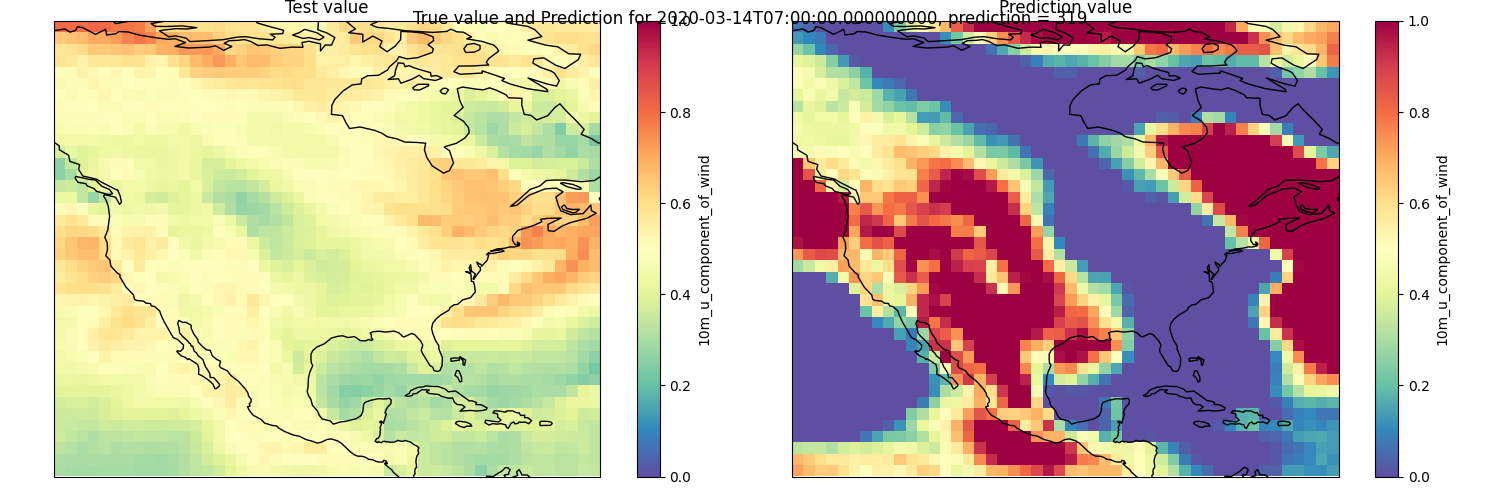 True value and Prediction for 2020-03-14T07:00:00.000000000, prediction = 319
Test value
Prediction value
1.0
0.8
0.6
0.4
0.2
0.0
10m_u_component_of_wind
1.0
0.8
0.6
0.4
0.2
0.0
10m_u_component_of_wind